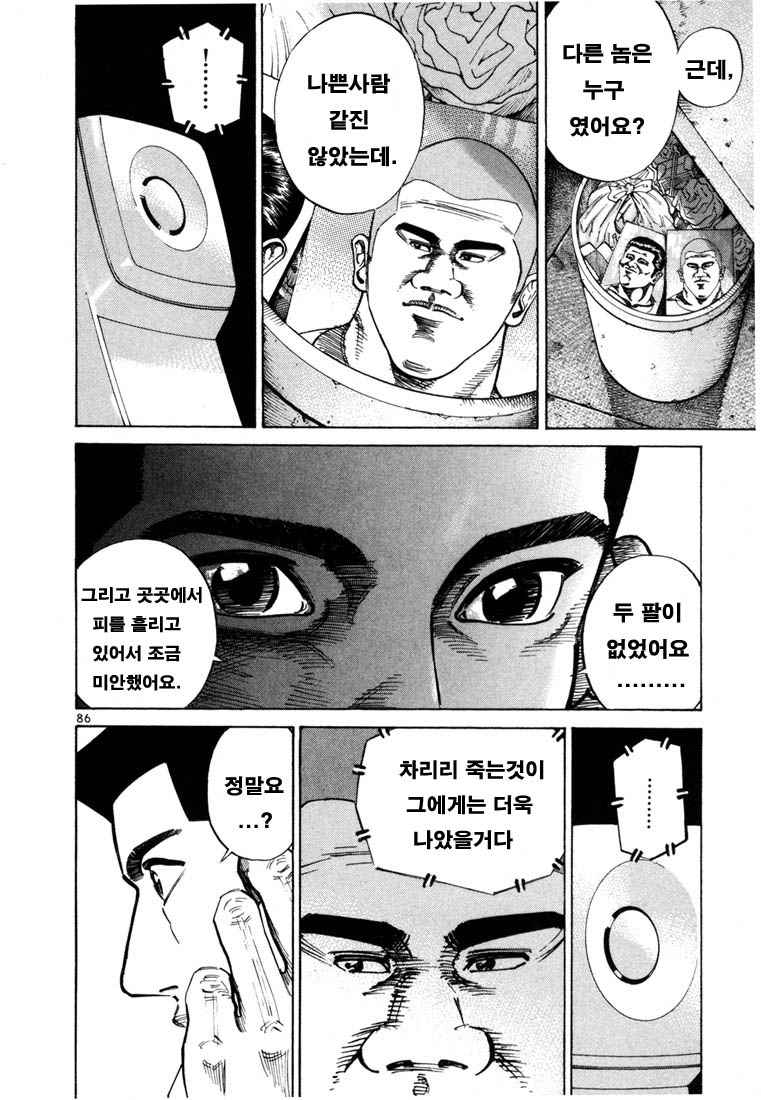 근데,
다른 놈은
누구
였어요?
나쁜사람
같진
않았는데.
!......
두 팔이
없었어요
.........
그리고 곳곳에서
피를 흘리고
있어서 조금
미안했어요.
86
......
차리리 죽는것이
그에게는 더욱
나았을거다
정말요
...?